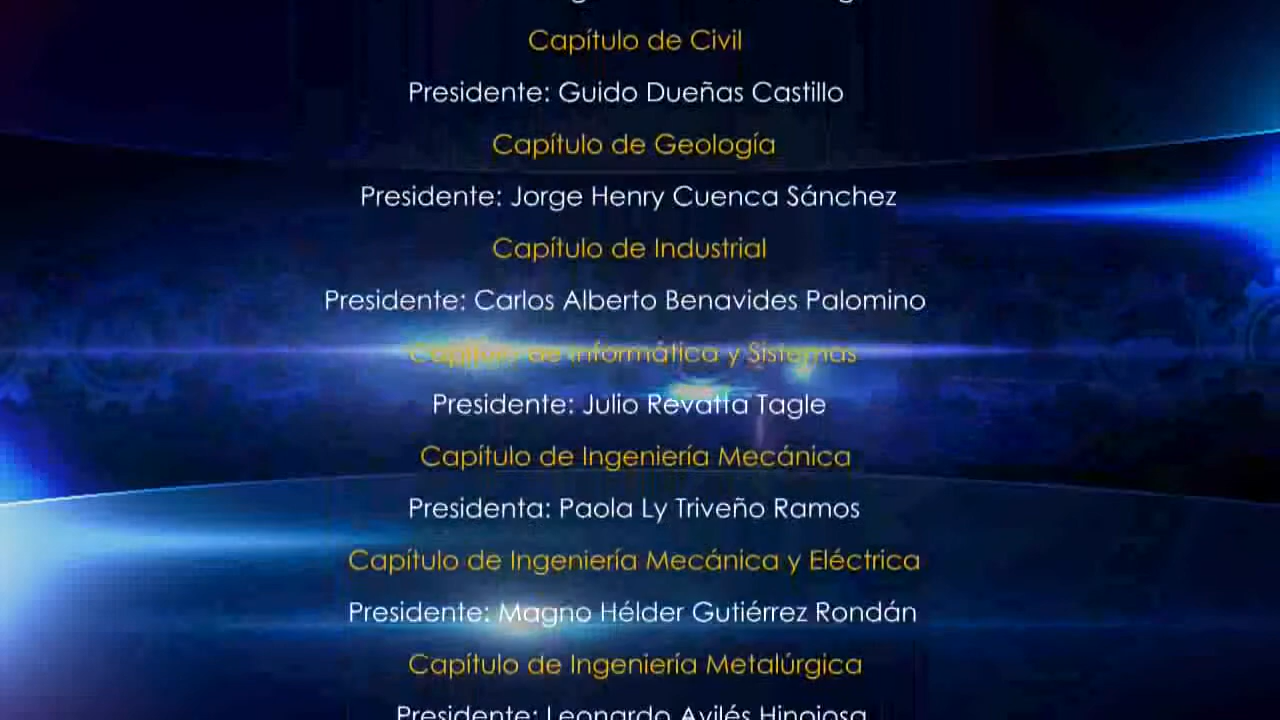 Capítulo de Civil
Presidente: Guido Dueñas Castillo
Capítulo de Geología
Presidente: Jorge Henry Cuenca Sánchez
Capítulo de Industrial
Presidente: Carlos Alberto Benavides Palomino
Capítulo de Informática y Sistemas
Presidente: Julio Revatta Tagle
Capítulo de Ingeniería Mecánica
Presidenta: Paola Ly Triveño Ramos
Capítulo de Ingeniería Mecánica y Eléctrica
Presidente: Magno Hélder Gutiérrez Rondán
Capítulo de Ingeniería Metalúrgica
Presidente: Leonardo Avilés Hinojosa